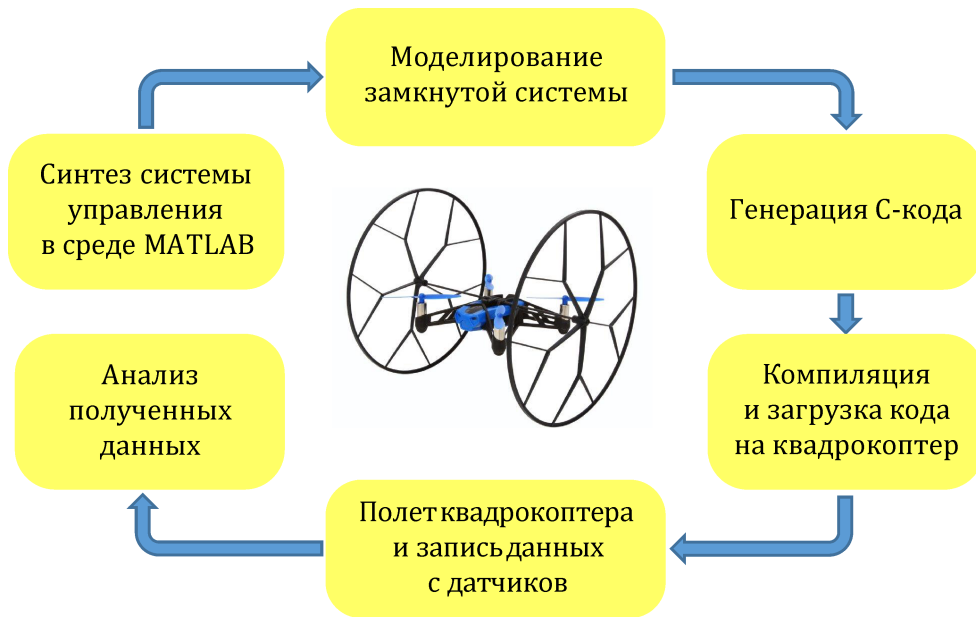 Моделирование
замкнутой системы
Синтез системы
управления
в среде MATLAB
Генерация С-кода
Анализ
полученных
данных
Компиляция
и загрузка кода
на квадрокоптер
Полет квадрокоптера
и запись данных
с датчиков